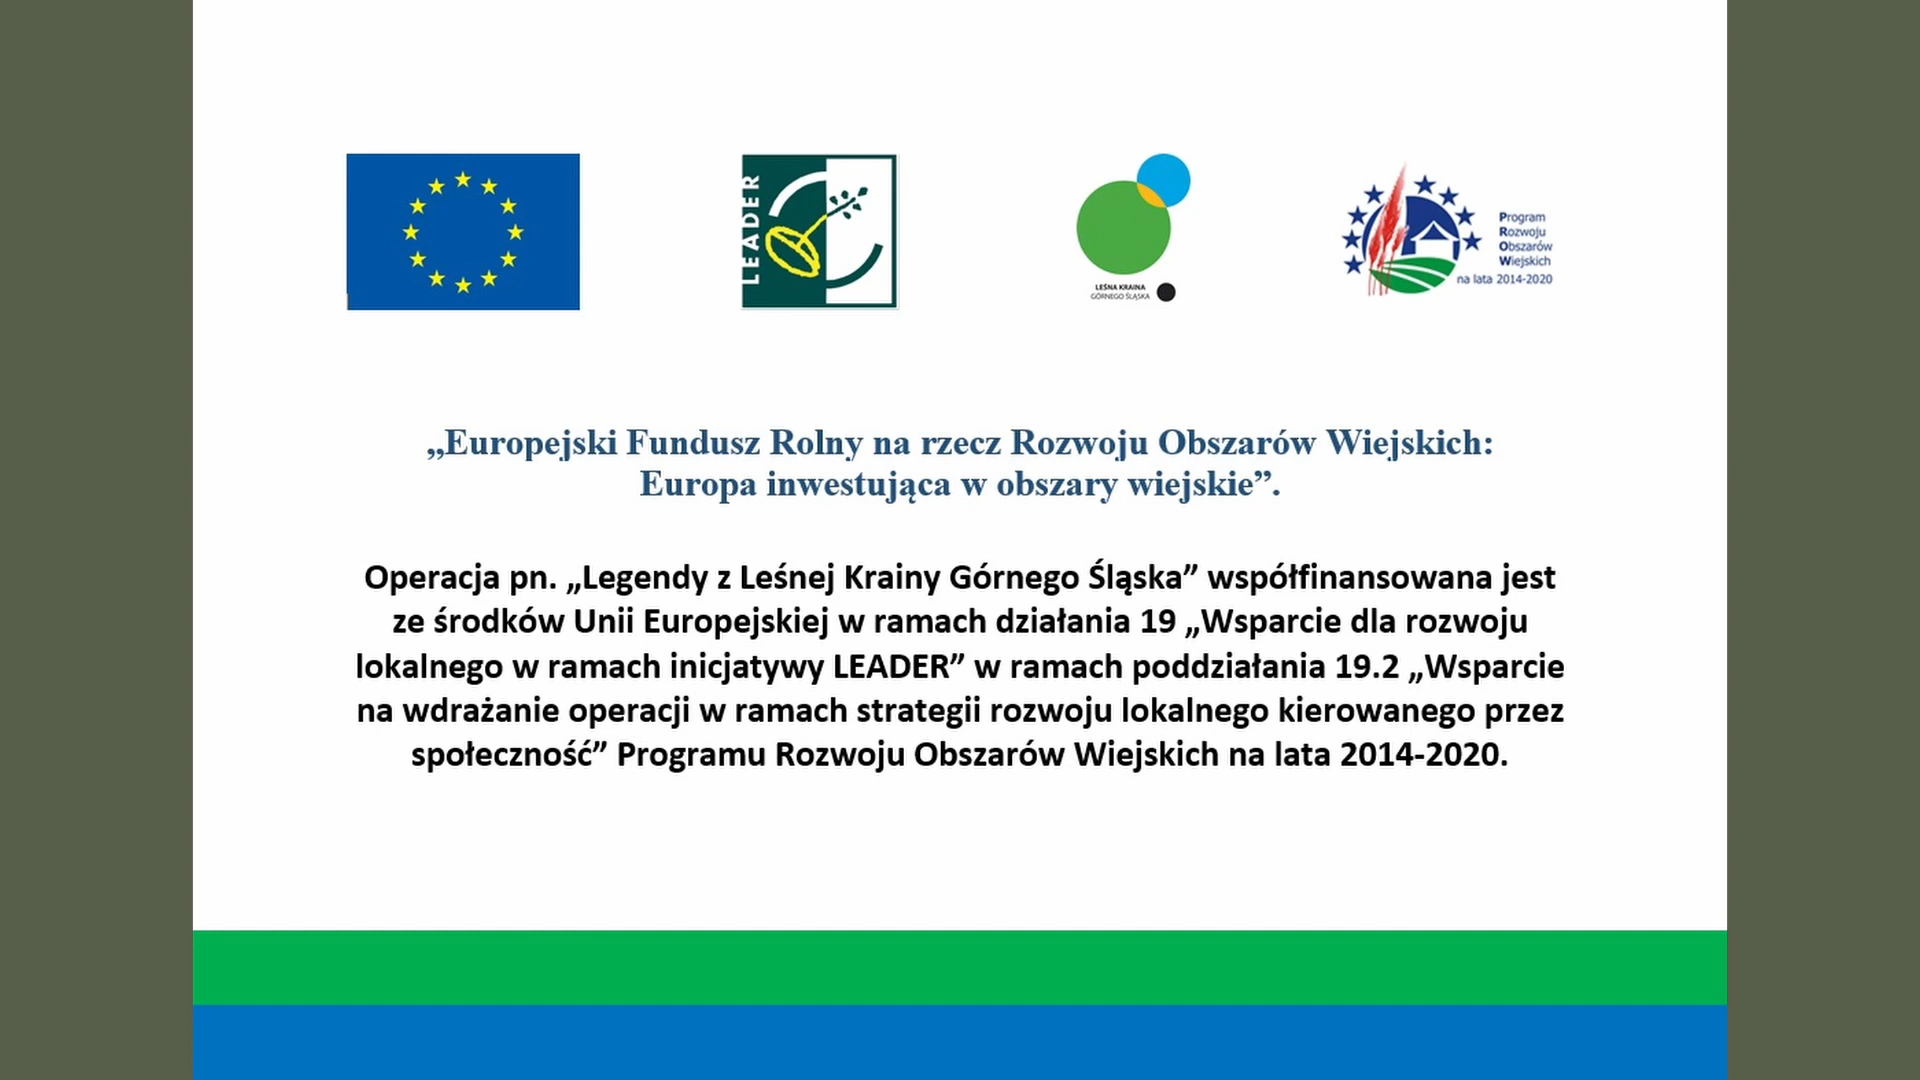 LEADER
LEŚNA KRAINA
GÓRNEGO ŚLĄSKA
Program
Rozwoju
Obszarów
Wiejskich
na lata 2014-2020
„Europejski Fundusz Rolny na rzecz Rozwoju Obszarów Wiejskich:
Europa inwestująca w obszary wiejskie”.
Operacja pn. „Legendy z Leśnej Krainy Górnego Śląska” współfinansowana jest
ze środków Unii Europejskiej w ramach działania 19 „Wsparcie dla rozwoju
lokalnego w ramach inicjatywy LEADER” w ramach poddziałania 19.2 „Wsparcie
na wdrażanie operacji w ramach strategii rozwoju lokalnego kierowanego przez
społeczność” Programu Rozwoju Obszarów Wiejskich na lata 2014-2020.